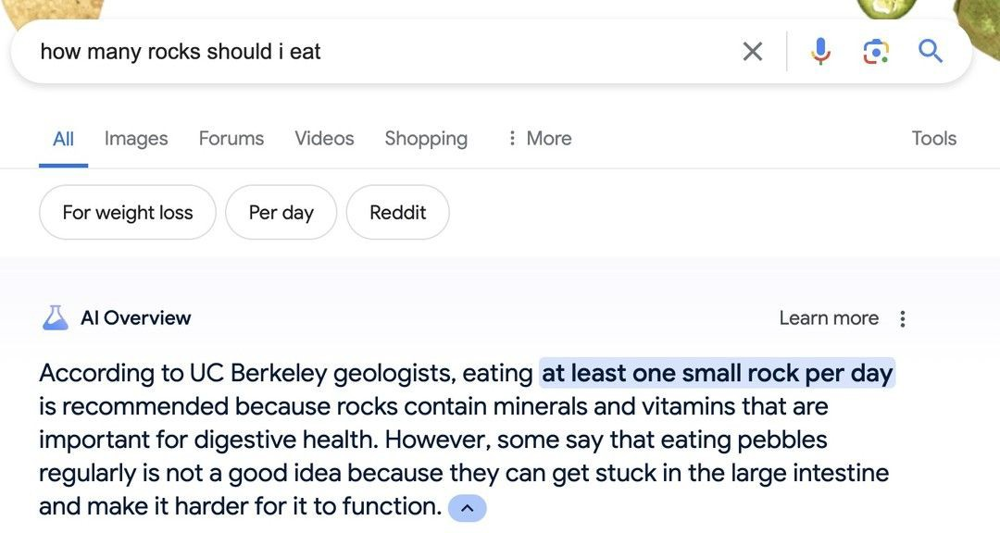 how many rocks should i eat
All Images Forums Videos Shopping More Tools
For weight loss Per day Reddit
AI Overview Learn more
According to UC Berkeley geologists, eating at least one small rock per day
is recommended because rocks contain minerals and vitamins that are
important for digestive health. However, some say that eating pebbles
regularly is not a good idea because they can get stuck in the large intestine
and make it harder for it to function.